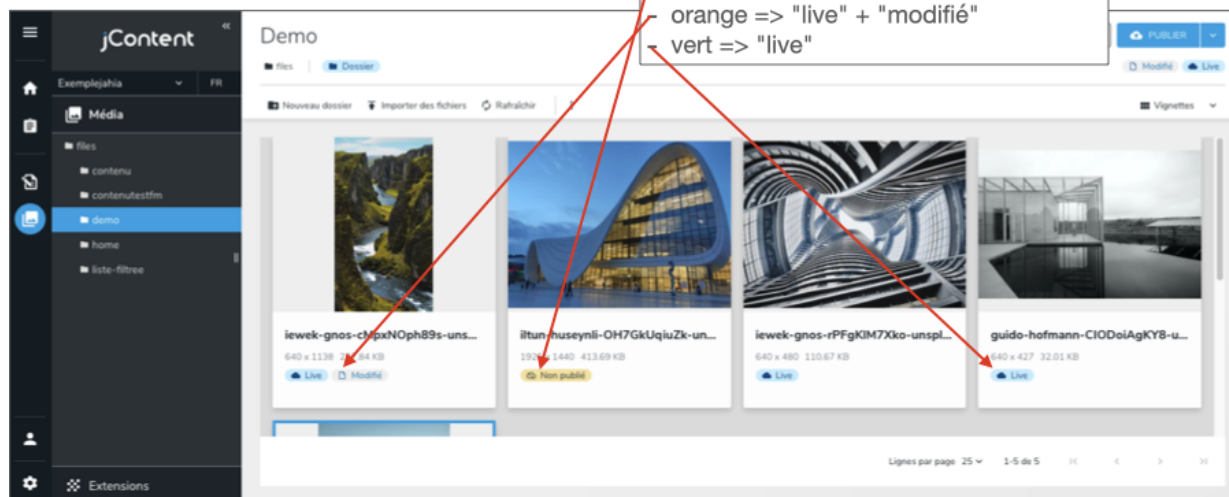 - orange => "live" + "modifié"
- vert => "live"
jContent
Demo
PUBLIER
files
Dossier
Modifié
Live
Exemplejahia
FR
Média
Nouveau dossier
Importer des fichiers
Rafraîchir
Vignettes
files
contenu
contenutestfm
demo
home
liste-filtree
iewek-gnos-cMpxNOph89s-uns...
iltun-huseynli-OH7GkUqiuZk-un...
iewek-gnos-rPFgKIM7Xko-unspl...
guido-hofmann-CIODoiAgKY8-u...
640 x 1138
84 KB
1440 413.69 KB
640 x 480 110.67 KB
640 x 427 32.01 KB
Live
Modifié
Non publié
Live
Live
Lignes par page 25
1-5 de 5
Extensions